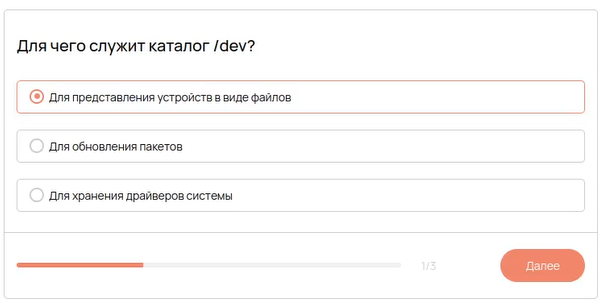 Для чего служит каталог /dev?
Для представления устройств в виде файлов
Для обновления пакетов
Для хранения драйверов системы
1/3
Далее